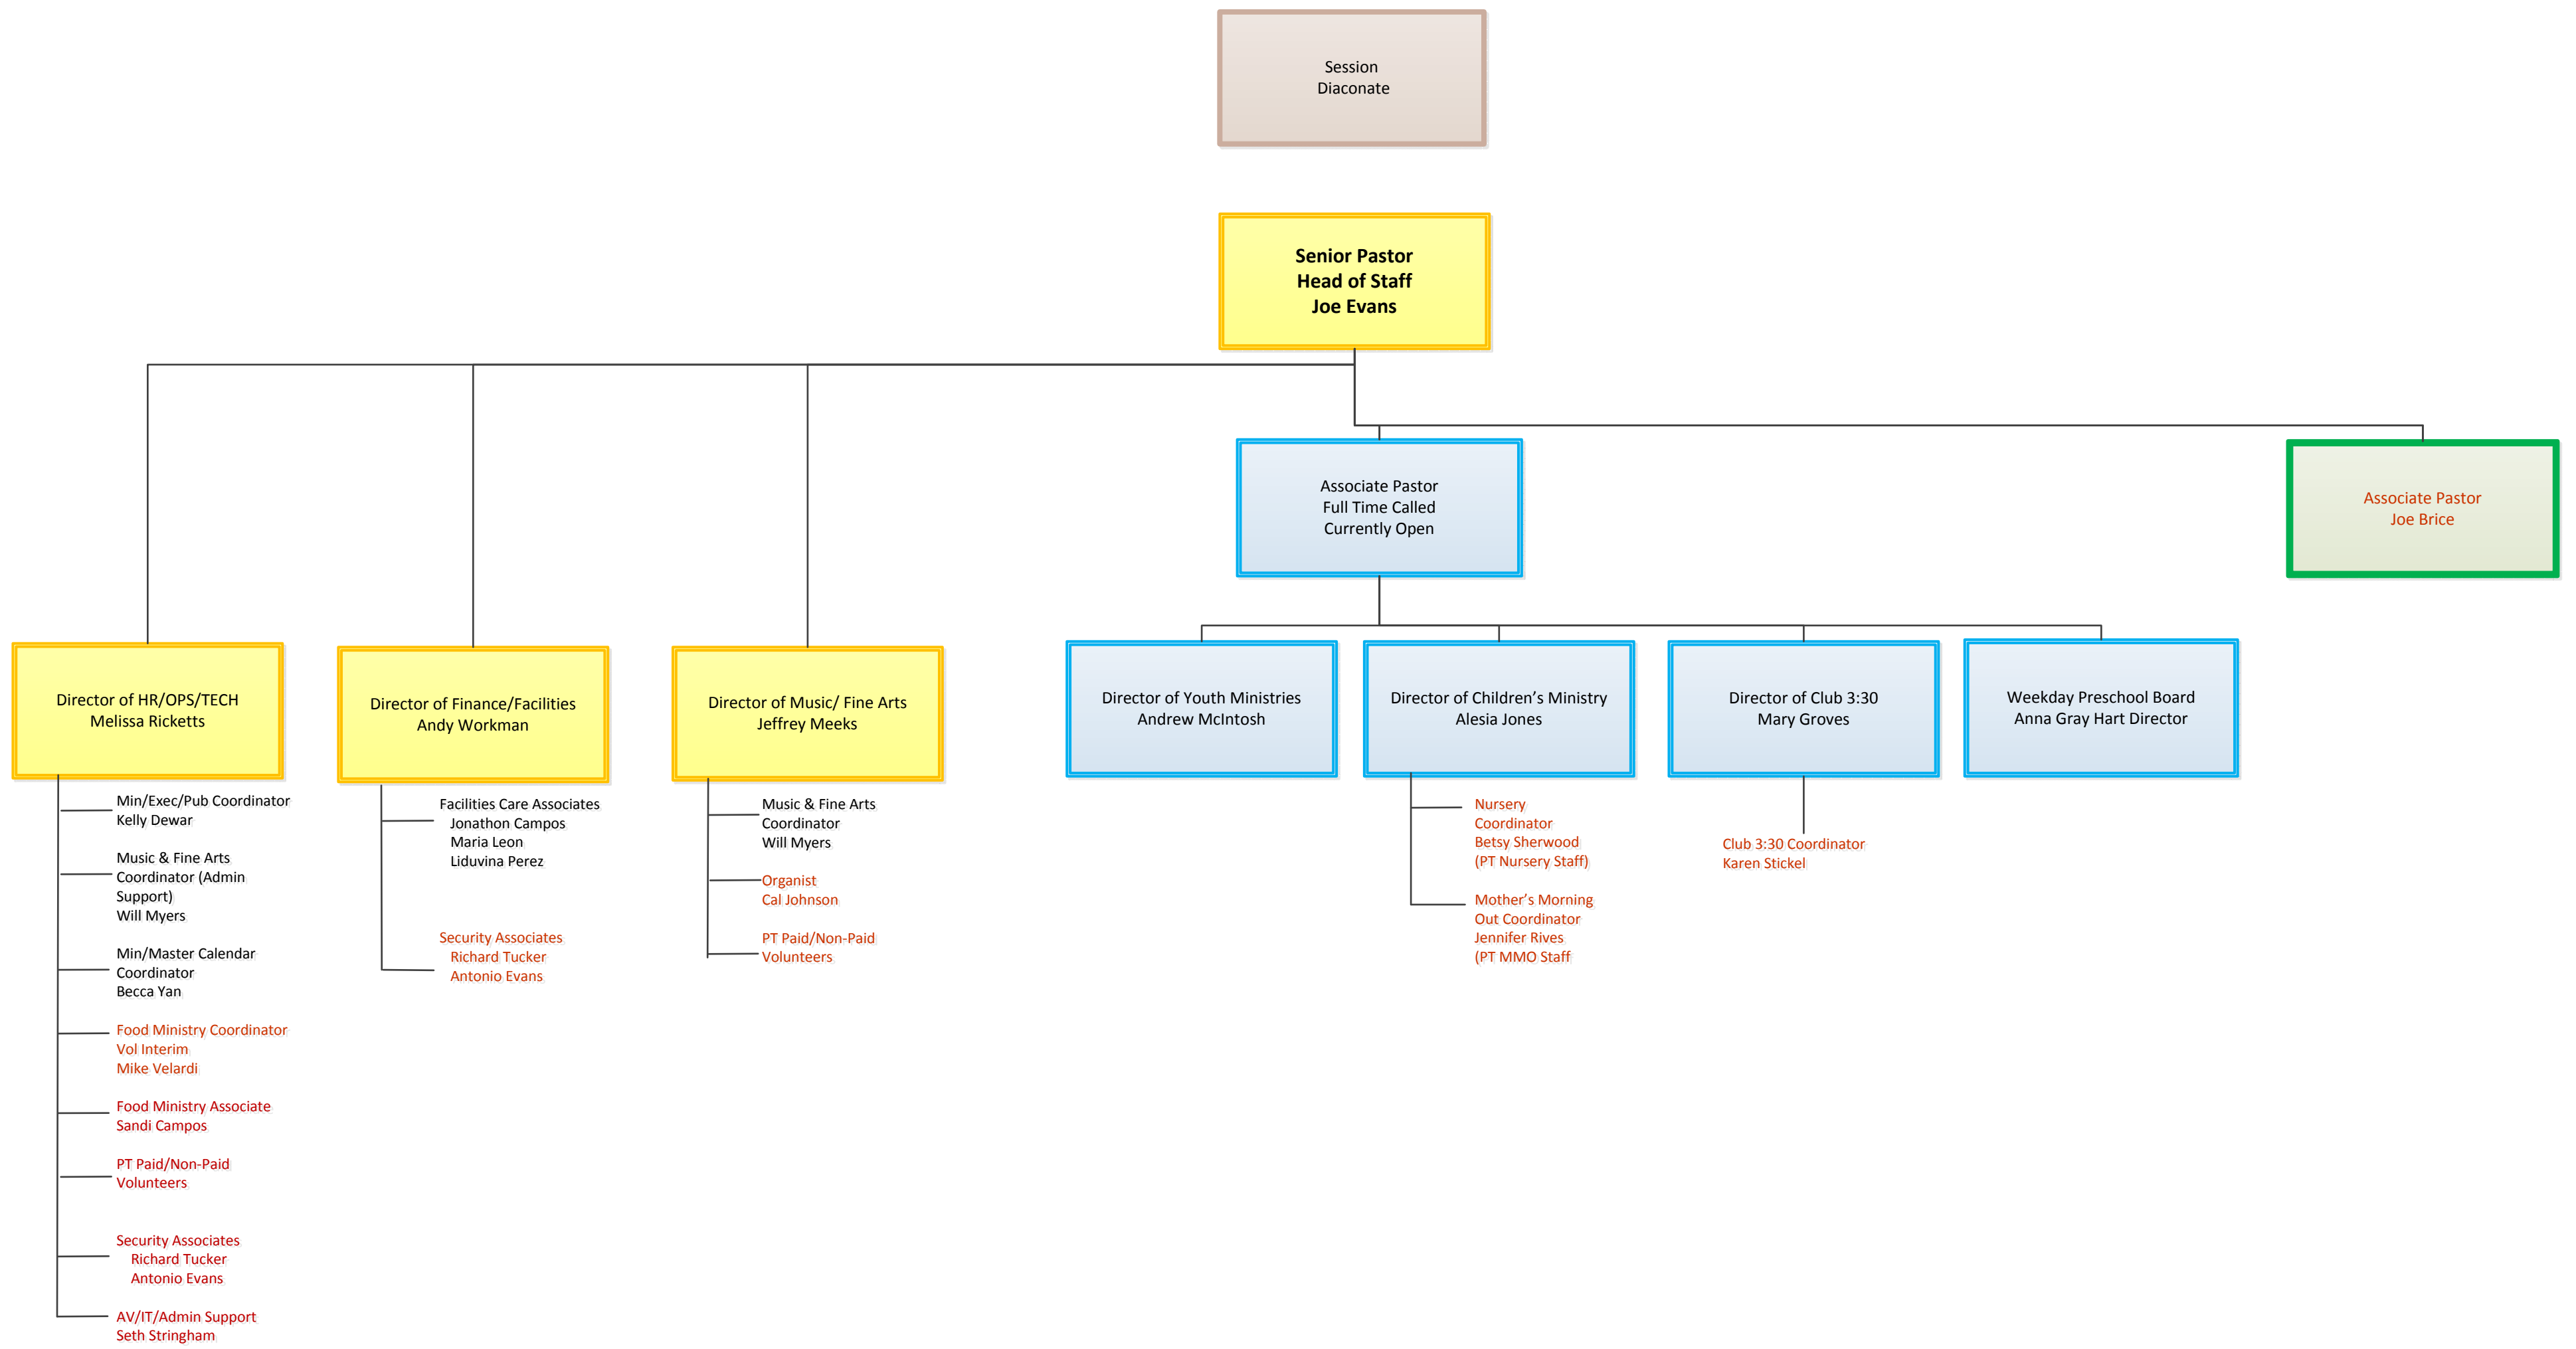 Session
Diaconate
Senior Pastor
Head of Staff
Joe Evans
Associate Pastor
Full Time Called
Currently Open
Associate Pastor
Joe Brice
Director of HR/OPS/TECH
Melissa Ricketts
Director of Finance/Facilities
Andy Workman
Director of Music/ Fine Arts
Jeffrey Meeks
Director of Youth Ministries
Andrew McIntosh
Director of Children’s Ministry
Alesia Jones
Director of Club 3:30
Mary Groves
Weekday Preschool Board
Anna Gray Hart Director
Min/Exec/Pub Coordinator
Kelly Dewar
Music & Fine Arts
Coordinator (Admin
Support)
Will Myers
Min/Master Calendar
Coordinator
Becca Yan
Food Ministry Coordinator
Vol Interim
Mike Velardi
Food Ministry Associate
Sandi Campos
PT Paid/Non-Paid
Volunteers
Security Associates
Richard Tucker
Antonio Evans
AV/IT/Admin Support
Seth Stringham
Facilities Care Associates
Jonathon Campos
Maria Leon
Liduvina Perez
Security Associates
Richard Tucker
Antonio Evans
Music & Fine Arts
Coordinator
Will Myers
Organist
Cal Johnson
PT Paid/Non-Paid
Volunteers
Nursery
Coordinator
Betsy Sherwood
(PT Nursery Staff)
Mother’s Morning
Out Coordinator
Jennifer Rives
(PT MMO Staff
Club 3:30 Coordinator
Karen Stickel